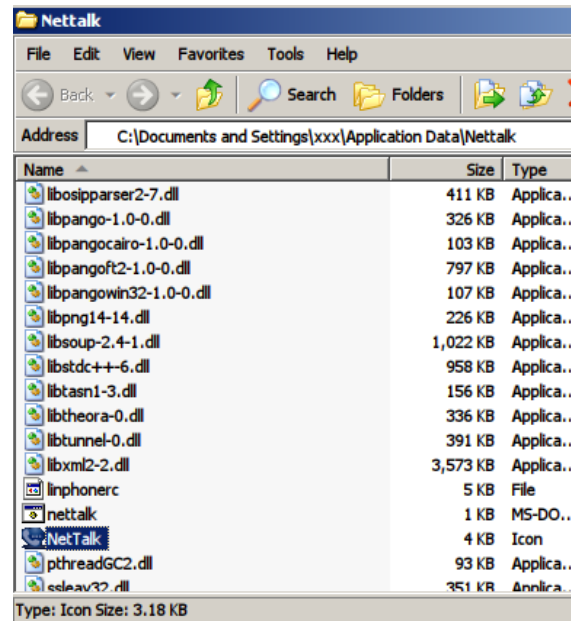 Nettalk
File Edit View Favorites Tools Help
Back Search Folders
Address C:\Documents and Settings\xxx\Application Data\Nettalk
Name Size Type
libosipparser2-7.dll 411 KB Applica..
libpango-1.0-0.dll 326 KB Applica..
libpangocairo-1.0-0.dll 103 KB Applica..
libpangoft2-1.0-0.dll 797 KB Applica..
libpangowin32-1.0-0.dll 107 KB Applica..
libpng14-14.dll 226 KB Applica..
libsoup-2.4-1.dll 1,022 KB Applica..
libstdc++-6.dll 958 KB Applica..
libtasn1-3.dll 156 KB Applica..
libtheora-0.dll 336 KB Applica..
libtunnel-0.dll 391 KB Applica..
libxml2-2.dll 3,573 KB Applica..
linphonerc 5 KB File
nettalk 1 KB MS-DO..
NetTalk 4 KB Icon
pthreadGC2.dll 93 KB Applica..
ssleay32.dll 351 KB Applica..
Type: Icon Size: 3.18 KB